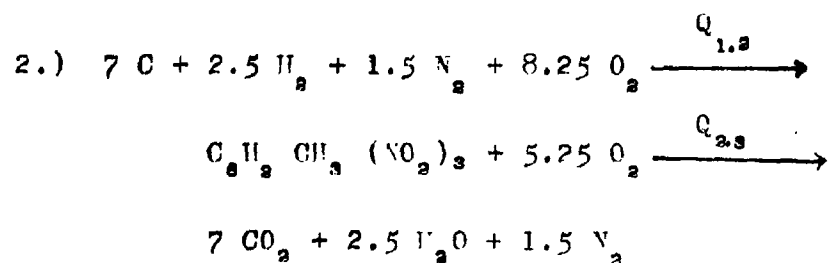 Q₁.₂
2.) 7 C + 2.5 H₂ + 1.5 N₂ + 8.25 O₂ ⟶
Q₂.₃
C₆H₂ CH₃ (NO₂)₃ + 5.25 O₂ ⟶
7 CO₂ + 2.5 H₂O + 1.5 N₂